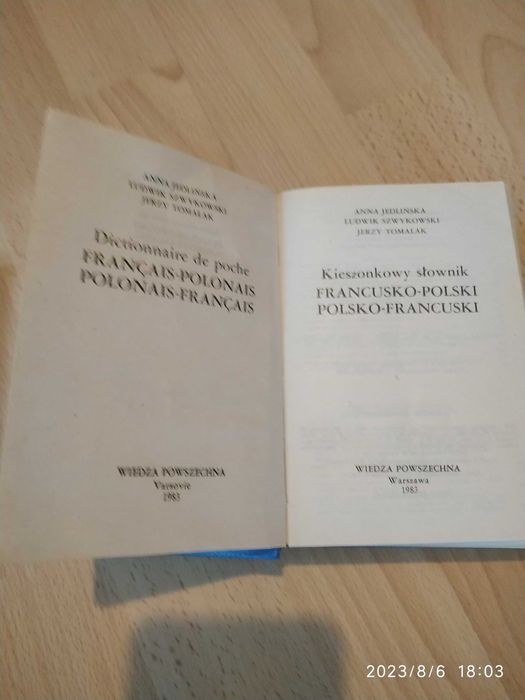 ANNA JEDLIŃSKA
LUDWIK SZWYKOWSKI
JERZY TOMALAK
Dictionnaire de poche
FRANÇAIS-POLONAIS
POLONAIS-FRANÇAIS
WIEDZA POWSZECHNA
Varsovie
1983
ANNA JEDLIŃSKA
LUDWIK SZWYKOWSKI
JERZY TOMALAK
Kieszonkowy słownik
FRANCUSKO-POLSKI
POLSKO-FRANCUSKI
WIEDZA POWSZECHNA
Warszawa
1983
2023/8/6 18:03